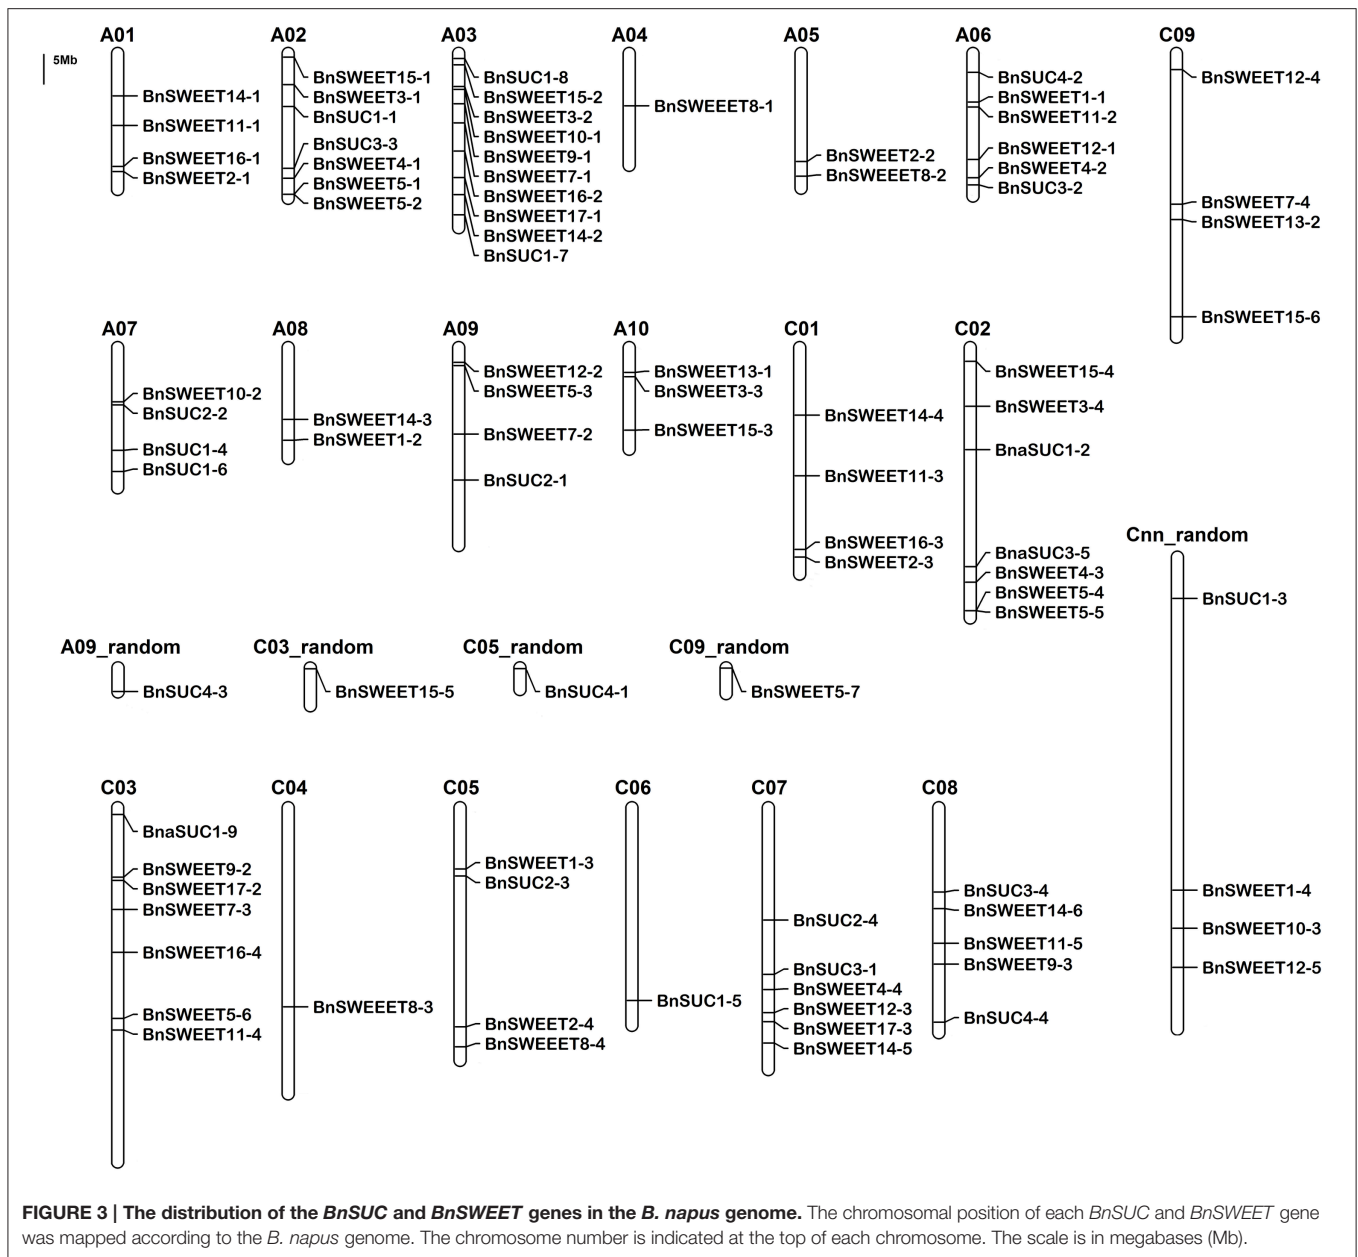 A01
A02
A03
A04
A05
A06
C09
5Mb
BnSWEET14-1
BnSWEET11-1
BnSWEET16-1
BnSWEET2-1
BnSWEET15-1
BnSWEET3-1
BnSUC1-1
BnSUC3-3
BnSWEET4-1
BnSWEET5-1
BnSWEET5-2
BnSUC1-8
BnSWEET15-2
BnSWEET3-2
BnSWEET10-1
BnSWEET9-1
BnSWEET7-1
BnSWEET16-2
BnSWEET17-1
BnSWEET14-2
BnSUC1-7
BnSWEEET8-1
BnSWEET2-2
BnSWEEET8-2
BnSUC4-2
BnSWEET1-1
BnSWEET11-2
BnSWEET12-1
BnSWEET4-2
BnSUC3-2
BnSWEET12-4
BnSWEET7-4
BnSWEET13-2
BnSWEET15-6
A07
A08
A09
A10
C01
C02
BnSWEET10-2
BnSUC2-2
BnSUC1-4
BnSUC1-6
BnSWEET14-3
BnSWEET1-2
BnSWEET12-2
BnSWEET5-3
BnSWEET7-2
BnSUC2-1
BnSWEET13-1
BnSWEET3-3
BnSWEET15-3
BnSWEET14-4
BnSWEET11-3
BnSWEET16-3
BnSWEET2-3
BnSWEET15-4
BnSWEET3-4
BnaSUC1-2
BnaSUC3-5
BnSWEET4-3
BnSWEET5-4
BnSWEET5-5
Cnn_random
BnSUC1-3
BnSWEET1-4
BnSWEET10-3
BnSWEET12-5
A09_random
C03_random
C05_random
C09_random
BnSUC4-3
BnSWEET15-5
BnSUC4-1
BnSWEET5-7
C03
C04
C05
C06
C07
C08
BnaSUC1-9
BnSWEET9-2
BnSWEET17-2
BnSWEET7-3
BnSWEET16-4
BnSWEET5-6
BnSWEET11-4
BnSWEEET8-3
BnSWEET1-3
BnSUC2-3
BnSWEET2-4
BnSWEEET8-4
BnSUC1-5
BnSUC2-4
BnSUC3-1
BnSWEET4-4
BnSWEET12-3
BnSWEET17-3
BnSWEET14-5
BnSUC3-4
BnSWEET14-6
BnSWEET11-5
BnSWEET9-3
BnSUC4-4
FIGURE 3 | The distribution of the BnSUC and BnSWEET genes in the B. napus genome. The chromosomal position of each BnSUC and BnSWEET gene
was mapped according to the B. napus genome. The chromosome number is indicated at the top of each chromosome. The scale is in megabases (Mb).